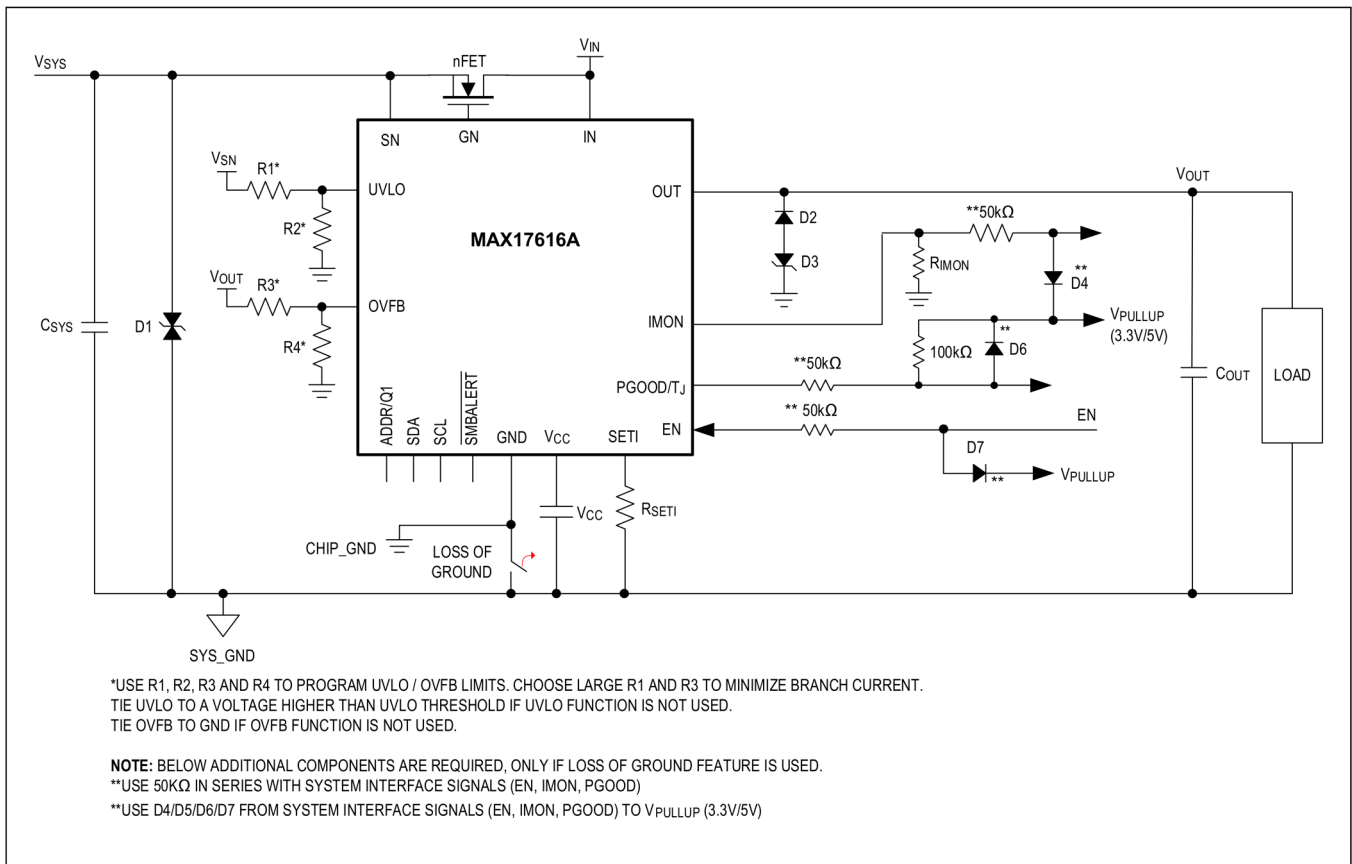 VSYS
nFET
VIN
SN
GN
IN
VSN
R1*
UVLO
R2*
OUT
VOUT
D2
**50kΩ
MAX17616A
D3
RIMON
**
D4
VOUT
R3*
OVFB
R4*
CSYS
D1
IMON
VPULLUP
(3.3V/5V)
100kΩ
**
D6
**50kΩ
PGOOD/TJ
COUT
LOAD
** 50kΩ
EN
EN
D7
**
VPULLUP
ADDR/Q1
SDA
SCL
SMBALERT
GND
VCC
SETI
VCC
RSETI
CHIP_GND
LOSS OF
GROUND
SYS_GND
*USE R1, R2, R3 AND R4 TO PROGRAM UVLO / OVFB LIMITS. CHOOSE LARGE R1 AND R3 TO MINIMIZE BRANCH CURRENT.
TIE UVLO TO A VOLTAGE HIGHER THAN UVLO THRESHOLD IF UVLO FUNCTION IS NOT USED.
TIE OVFB TO GND IF OVFB FUNCTION IS NOT USED.
NOTE: BELOW ADDITIONAL COMPONENTS ARE REQUIRED, ONLY IF LOSS OF GROUND FEATURE IS USED.
**USE 50KΩ IN SERIES WITH SYSTEM INTERFACE SIGNALS (EN, IMON, PGOOD)
**USE D4/D5/D6/D7 FROM SYSTEM INTERFACE SIGNALS (EN, IMON, PGOOD) TO VPULLUP (3.3V/5V)